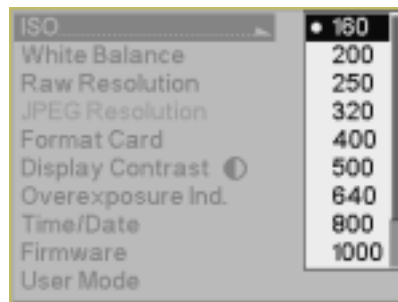 ISO
White Balance
Raw Resolution
JPEG Resolution
Format Card
Display Contrast
Overexposure Ind.
Time/Date
Firmware
User Mode
160
200
250
320
400
500
640
800
1000